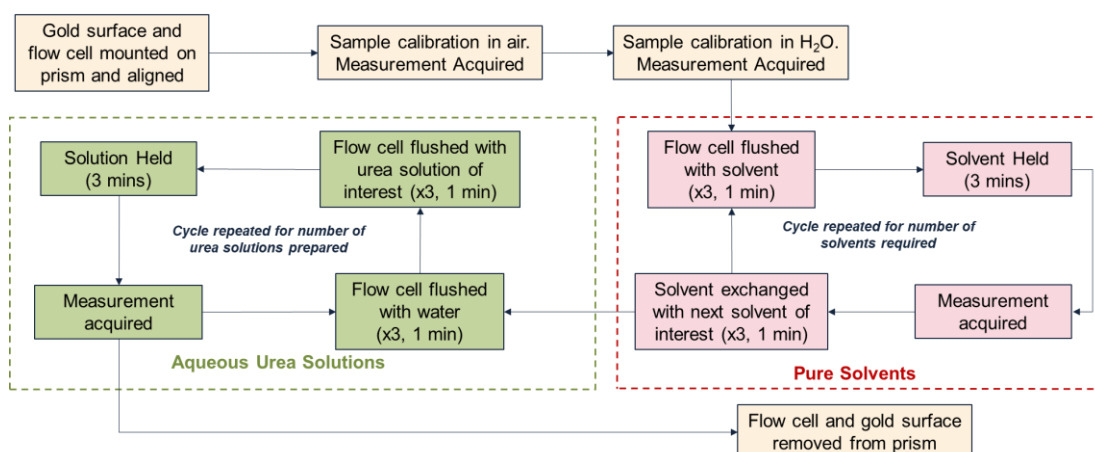 Gold surface and
flow cell mounted on
prism and aligned
Sample calibration in air.
Measurement Acquired
Sample calibration in H₂O.
Measurement Acquired
Solution Held
(3 mins)
Flow cell flushed with
urea solution of
interest (x3, 1 min)
Cycle repeated for number of
urea solutions prepared
Measurement
acquired
Flow cell flushed
with water
(x3, 1 min)
Aqueous Urea Solutions
Flow cell flushed
with solvent
(x3, 1 min)
Solvent Held
(3 mins)
Cycle repeated for number of
solvents required
Solvent exchanged
with next solvent of
interest (x3, 1 min)
Measurement
acquired
Pure Solvents
Flow cell and gold surface
removed from prism